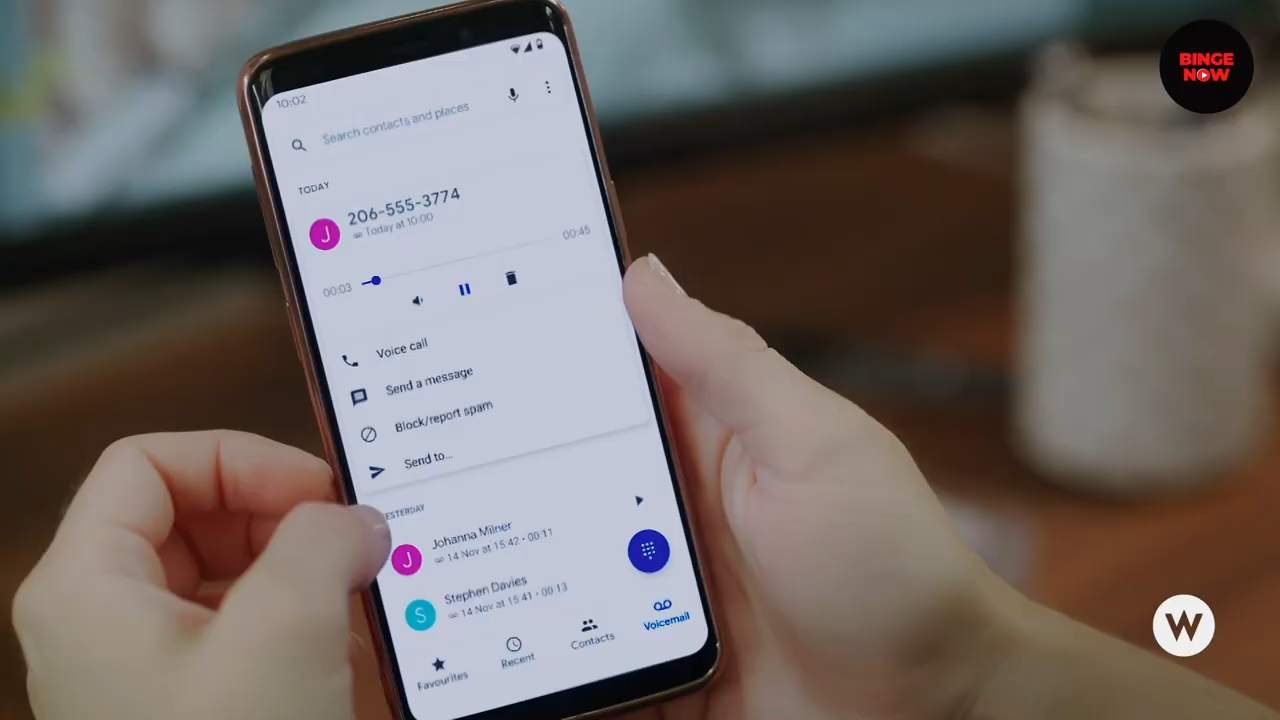 BINGE
NOW
10:02
Search contacts and places
TODAY
J
206-555-3774
Today at 10:00
00:03
00:45
Voice call
Send a message
Block/report spam
Send to...
ESTERDAY
J
Johanna Milner
14 Nov at 15:42 • 00:11
S
Stephen Davies
14 Nov at 15:41 • 00:13
Favourites
Recent
Contacts
Voicemail
W